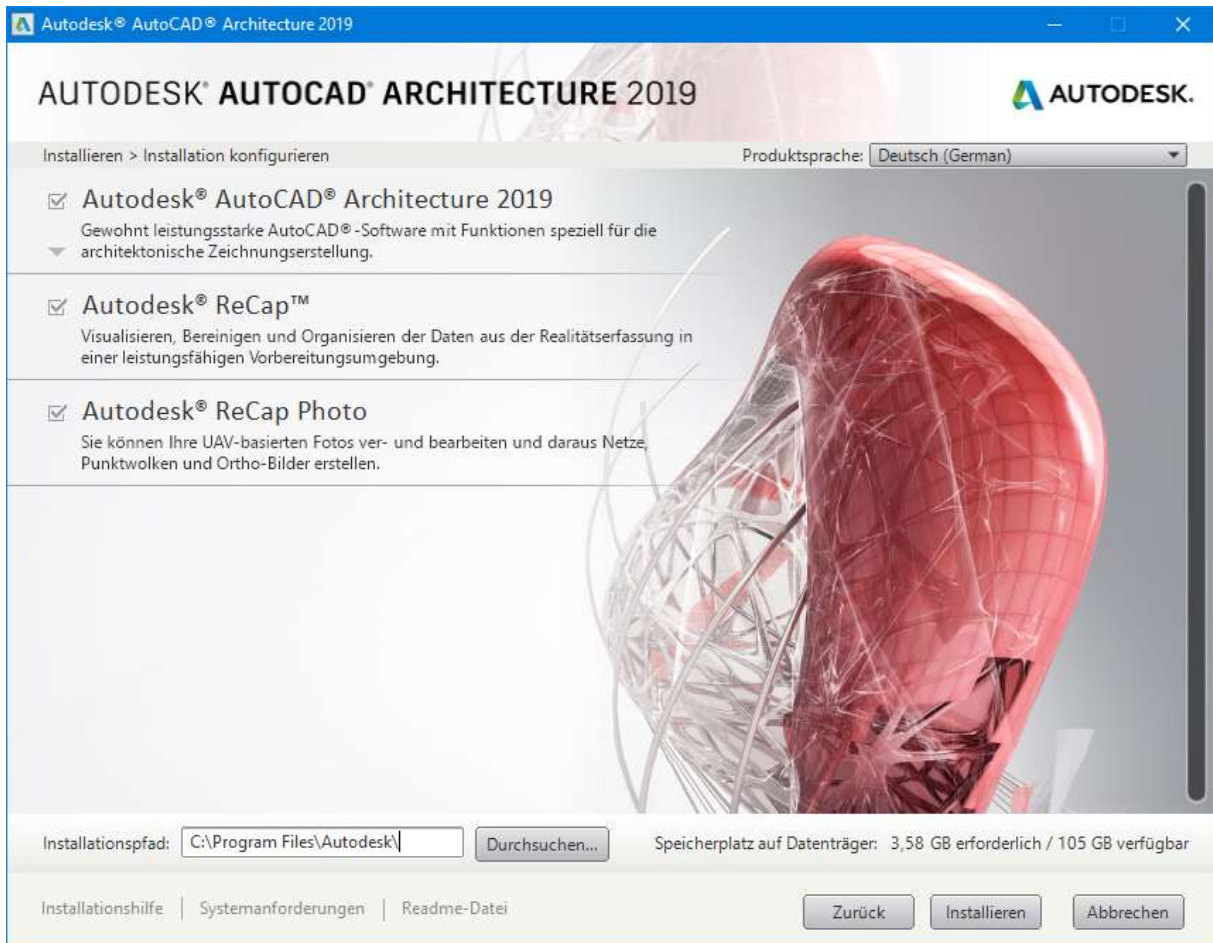 Autodesk® AutoCAD® Architecture 2019
AUTODESK® AUTOCAD® ARCHITECTURE 2019
AUTODESK.
Installieren > Installation konfigurieren
Produktsprache: Deutsch (German)
Autodesk® AutoCAD® Architecture 2019
Gewohnt leistungsstarke AutoCAD®-Software mit Funktionen speziell für die
architektonische Zeichnungserstellung.
Autodesk® ReCap™
Visualisieren, Bereinigen und Organisieren der Daten aus der Realitätserfassung in
einer leistungsfähigen Vorbereitungsumgebung.
Autodesk® ReCap Photo
Sie können Ihre UAV-basierten Fotos ver- und bearbeiten und daraus Netze,
Punktwolken und Ortho-Bilder erstellen.
Installationspfad: C:\Program Files\Autodesk\ Durchsuchen... Speicherplatz auf Datenträger: 3,58 GB erforderlich / 105 GB verfügbar
Installationshilfe | Systemanforderungen | Readme-Datei
Zurück Installieren Abbrechen